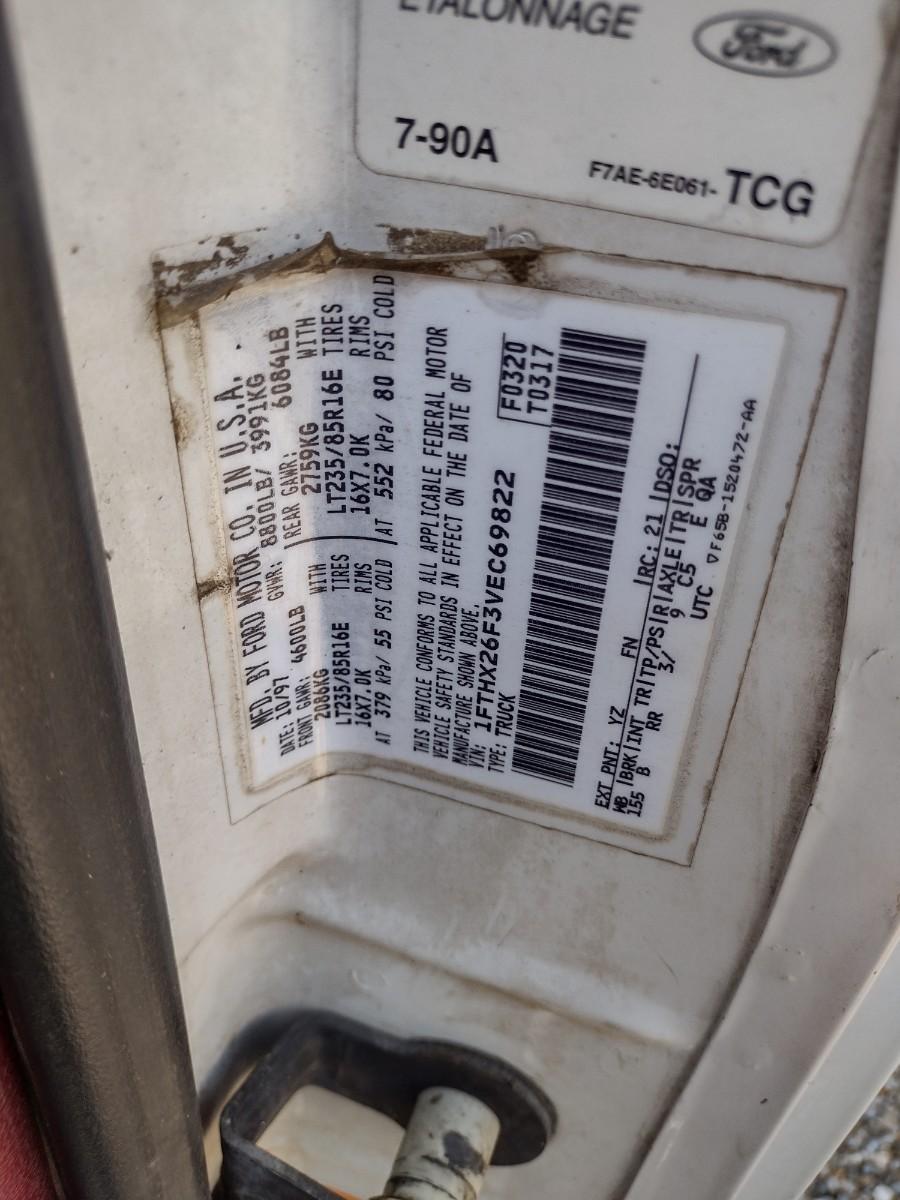 ETALONNAGE
Ford
7-90A
F7AE-6E061-TCG
MFD. BY FORD MOTOR CO. IN U.S.A.
DATE: 10/97 GVWR: 8800LB/ 3991KG
FRONT GAWR: 4600LB REAR GAWR: 6084LB
2086KG WITH 2759KG WITH
LT235/85R16E TIRES LT235/85R16E TIRES
16X7.0K RIMS 16X7.0K RIMS
AT 379 kPa/ 55 PSI COLD AT 552 kPa/ 80 PSI COLD
THIS VEHICLE CONFORMS TO ALL APPLICABLE FEDERAL MOTOR
VEHICLE SAFETY STANDARDS IN EFFECT ON THE DATE OF
MANUFACTURE SHOWN ABOVE.
VIN: 1FTHX26F3VEC69822
TYPE: TRUCK
F0320
T0317
EXT PNT: YZ FN RC: 21 DSO:
WB BRK INT TR TP/PS R AXLE TR SPR
155 B RR 3/ 9 C5 E QA
UTC ▽F65B-1520472-AA